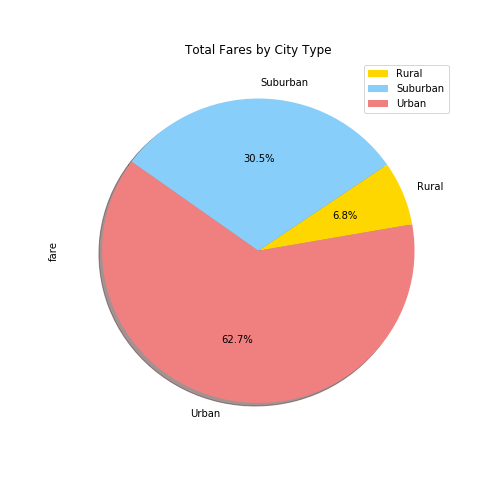 Total Fares by City Type
Rural
Suburban
Urban
Suburban
30.5%
Rural
6.8%
fare
62.7%
Urban